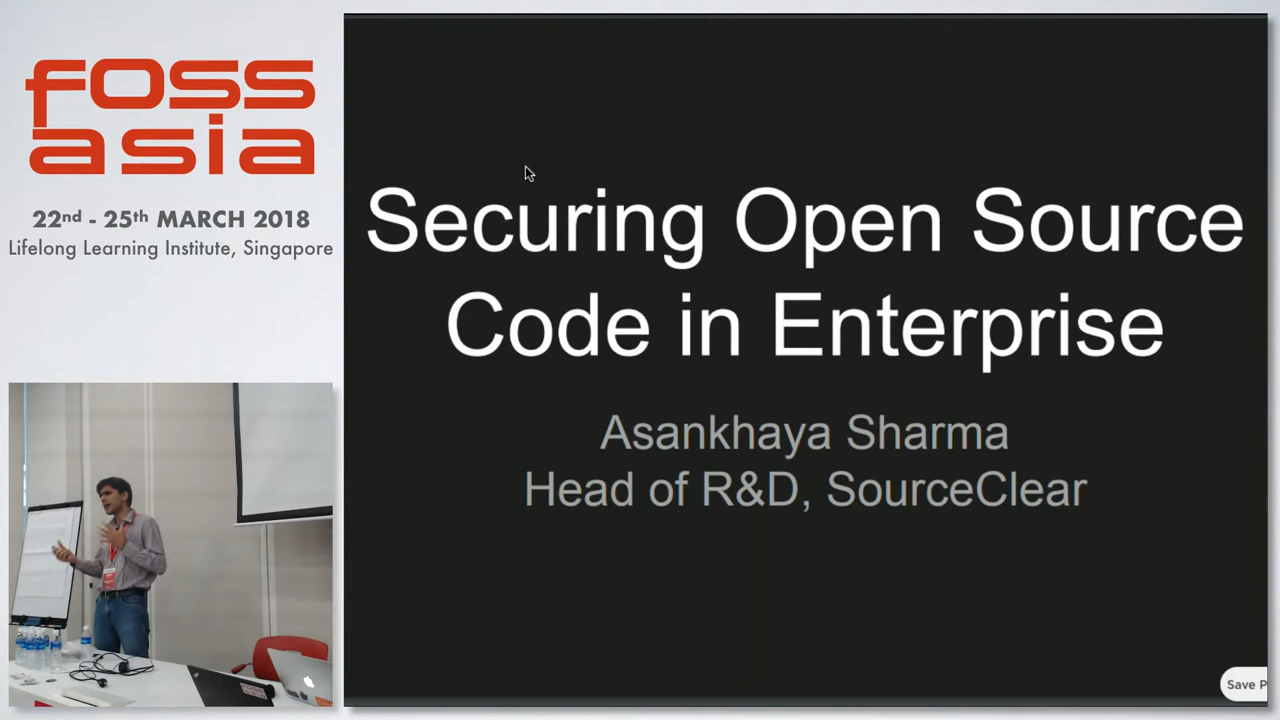 foss
asia
22nd - 25th MARCH 2018
Lifelong Learning Institute, Singapore
Securing Open Source
Code in Enterprise
Asankhaya Sharma
Head of R&D, SourceClear
Save P